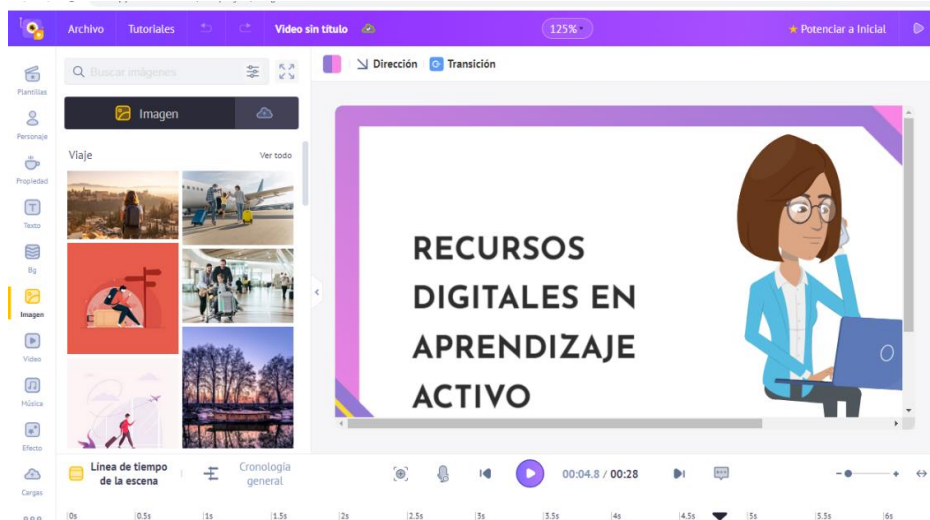 Archivo Tutoriales Video sin título 125% Potenciar a Inicial
Buscar imágenes
Dirección Transición
Plantillas
Personaje
Propiedad
Texto
Bg
Imagen
Video
Música
Efecto
Cargas
Imagen
Viaje Ver todo
RECURSOS
DIGITALES EN
APRENDIZAJE
ACTIVO
Línea de tiempo
de la escena
Cronología
general
00:04.8 / 00:28
0s 0.5s 1s 1.5s 2s 2.5s 3s 3.5s 4s 4.5s 5s 5.5s 6s